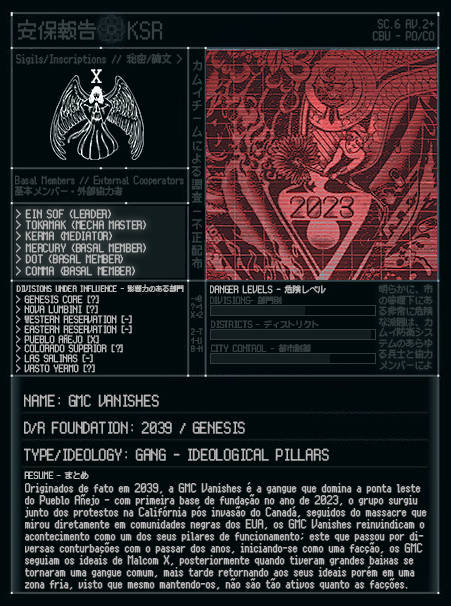 安保報告 KSR
SC.6 AV.2+
CBU - PO/CO
Sigils/Inscriptions //
X
カムイチームによる調査 - 不正配布
2023
Basal Members // External Cooperators
基本メンバー・外部協力者
> EIN SOF (LEADER)
> TOKAMAK (MECHA MASTER)
> KERMA (MEDIATOR)
> MERCURY (BASAL MEMBER)
> DOT (BASAL MEMBER)
> COMMA (BASAL MEMBER)
DIVISIONS UNDER INFLUENCE - 影響力のある部門
> GENESIS CORE [?]
> NOVA LUMBINI [?]
> WESTERN RESERVATION [-]
> EASTERN RESERVATION [-]
> PUEBLO AÑEJO [X]
> COLORADO SUPERIOR [?]
> LAS SALINAS [-]
> VASTO YERMO [?]
DANGER LEVELS - 危険レベル
DIVISIONS- 部門別
DISTRICTS - ディストリクト
CITY CONTROL - 都市制御
NAME: GMC VANISHES
D/R FOUNDATION: 2039 / GENESIS
TYPE/IDEOLOGY: GANG - IDEOLOGICAL PILLARS
RESUME - まとめ
Originados de fato em 2039, a GMC Vanishes é a gangue que domina a ponta leste
do Pueblo Añejo - com primeira base de fundação no ano de 2023, o grupo surgiu
junto dos protestos na Califórnia pós invasão do Canadá, seguidos do massacre que
mirou diretamente em comunidades negras dos EUA, os GMC Vanishes reinvindicam o
acontecimento como um dos seus pilares de funcionamento; este que passou por di-
versas conturbações com o passar dos anos, iniciando-se como uma facção, os GMC
seguiam os ideais de Malcom X, posteriormente quando tiveram grandes baixas se
tornaram uma gangue comum, mais tarde retornando aos seus ideais porém em uma
zona fria, visto que mesmo mantendo-os, não são tão ativos quanto as facções.